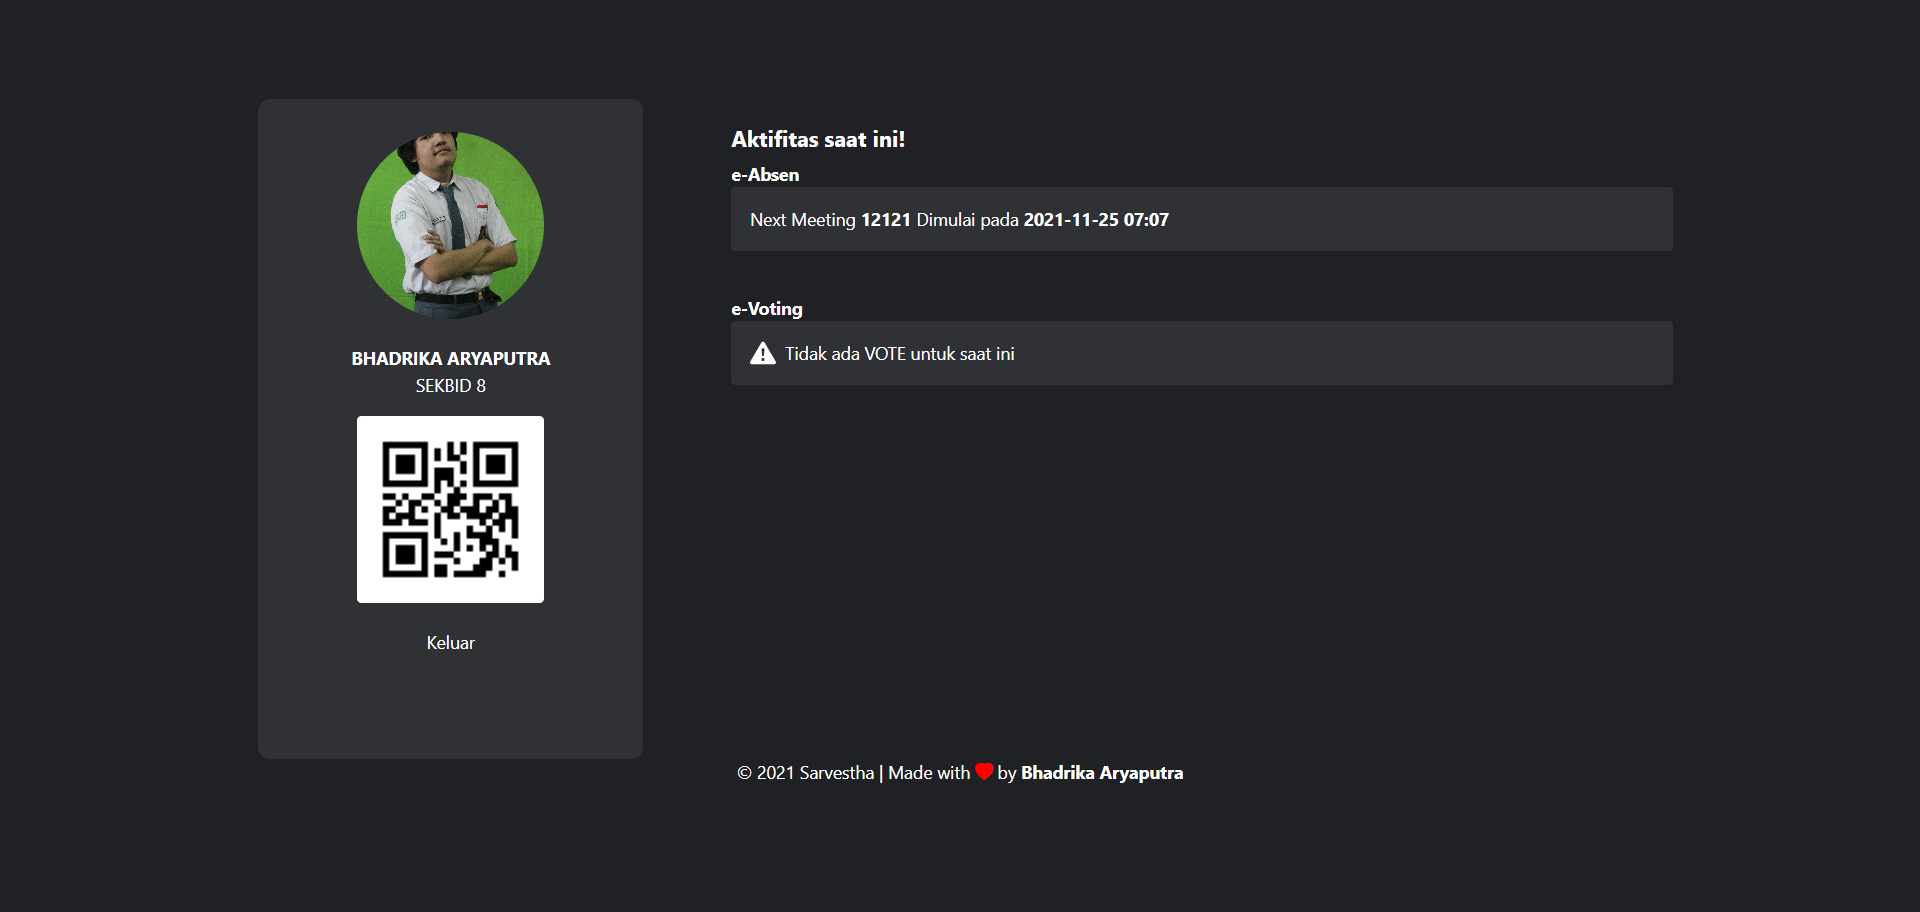 BHADRIKA ARYAPUTRA
SEKBID 8
Keluar
Aktifitas saat ini!
e-Absen
Next Meeting 12121 Dimulai pada 2021-11-25 07:07
e-Voting
Tidak ada VOTE untuk saat ini
© 2021 Sarvestha | Made with ❤ by Bhadrika Aryaputra